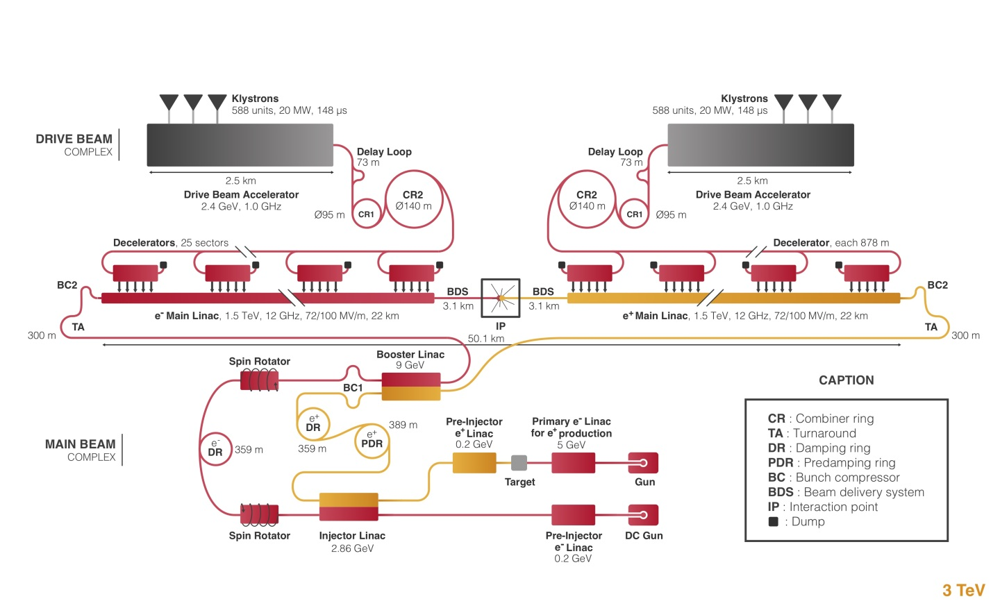 Klystrons
588 units, 20 MW, 148 µs
Klystrons
588 units, 20 MW, 148 µs
DRIVE BEAM
COMPLEX
Delay Loop
73 m
Delay Loop
73 m
2.5 km
Drive Beam Accelerator
2.4 GeV, 1.0 GHz
2.5 km
Drive Beam Accelerator
2.4 GeV, 1.0 GHz
CR2
Ø140 m
CR1
Ø95 m
CR2
Ø140 m
CR1
Ø95 m
Decelerators, 25 sectors
Decelerator, each 878 m
BC2
BDS
3.1 km
BDS
3.1 km
BC2
e- Main Linac, 1.5 TeV, 12 GHz, 72/100 MV/m, 22 km
IP
e+ Main Linac, 1.5 TeV, 12 GHz, 72/100 MV/m, 22 km
TA
300 m
TA
300 m
50.1 km
Booster Linac
9 GeV
Spin Rotator
BC1
CAPTION
CR : Combiner ring
TA : Turnaround
DR : Damping ring
PDR : Predamping ring
BC : Bunch compressor
BDS : Beam delivery system
IP : Interaction point
: Dump
MAIN BEAM
COMPLEX
e-
DR
359 m
e+
DR
359 m
e+
PDR
389 m
Pre-Injector
e+ Linac
0.2 GeV
Primary e- Linac
for e+ production
5 GeV
Target
Gun
Spin Rotator
Injector Linac
2.86 GeV
Pre-Injector
e- Linac
0.2 GeV
DC Gun
3 TeV